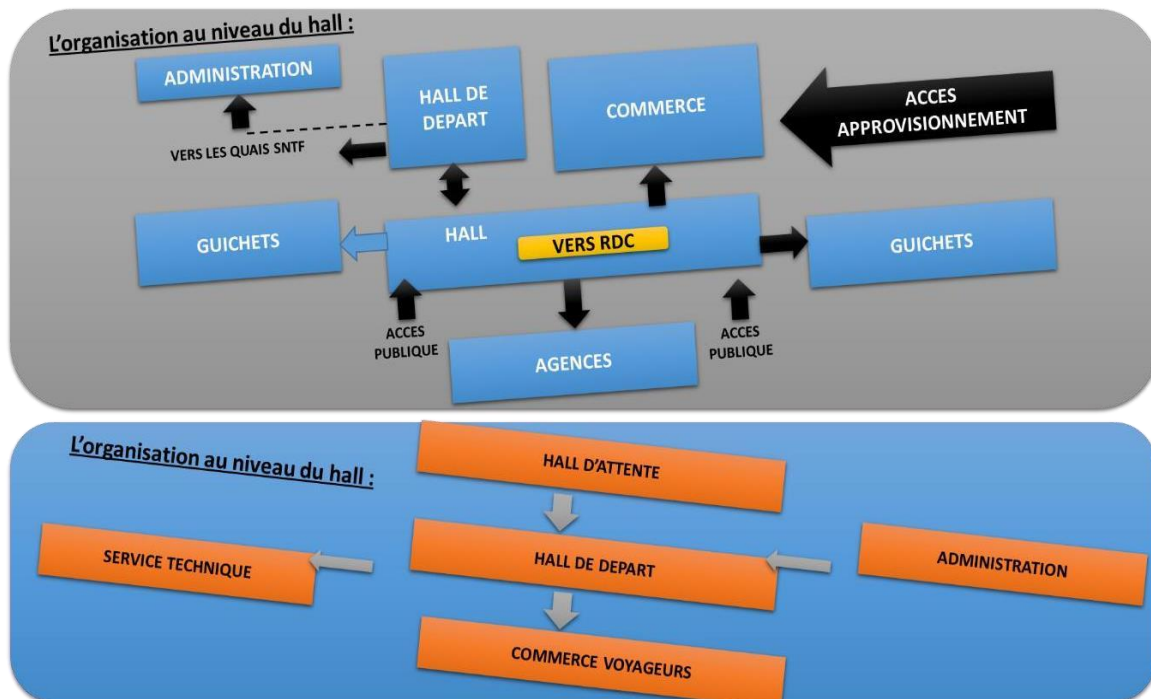 L'organisation au niveau du hall :
ADMINISTRATION
HALL DE
DEPART
COMMERCE
ACCES
APPROVISIONNEMENT
VERS LES QUAIS SNTF
GUICHETS
HALL
VERS RDC
GUICHETS
ACCES
PUBLIQUE
ACCES
PUBLIQUE
AGENCES
L'organisation au niveau du hall :
HALL D'ATTENTE
SERVICE TECHNIQUE
HALL DE DEPART
ADMINISTRATION
COMMERCE VOYAGEURS